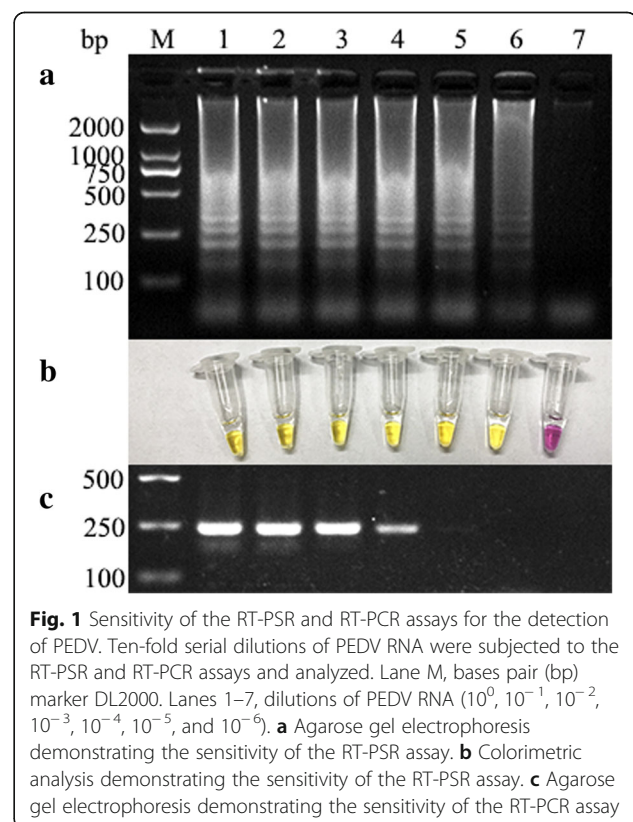 bp M 1 2 3 4 5 6 7
a
2000
1000
750
500
250
100
b
c
500
250
100
Fig. 1 Sensitivity of the RT-PSR and RT-PCR assays for the detection
of PEDV. Ten-fold serial dilutions of PEDV RNA were subjected to the
RT-PSR and RT-PCR assays and analyzed. Lane M, bases pair (bp)
marker DL2000. Lanes 1–7, dilutions of PEDV RNA (10⁰, 10⁻¹, 10⁻²,
10⁻³, 10⁻⁴, 10⁻⁵, and 10⁻⁶). a Agarose gel electrophoresis
demonstrating the sensitivity of the RT-PSR assay. b Colorimetric
analysis demonstrating the sensitivity of the RT-PSR assay. c Agarose
gel electrophoresis demonstrating the sensitivity of the RT-PCR assay